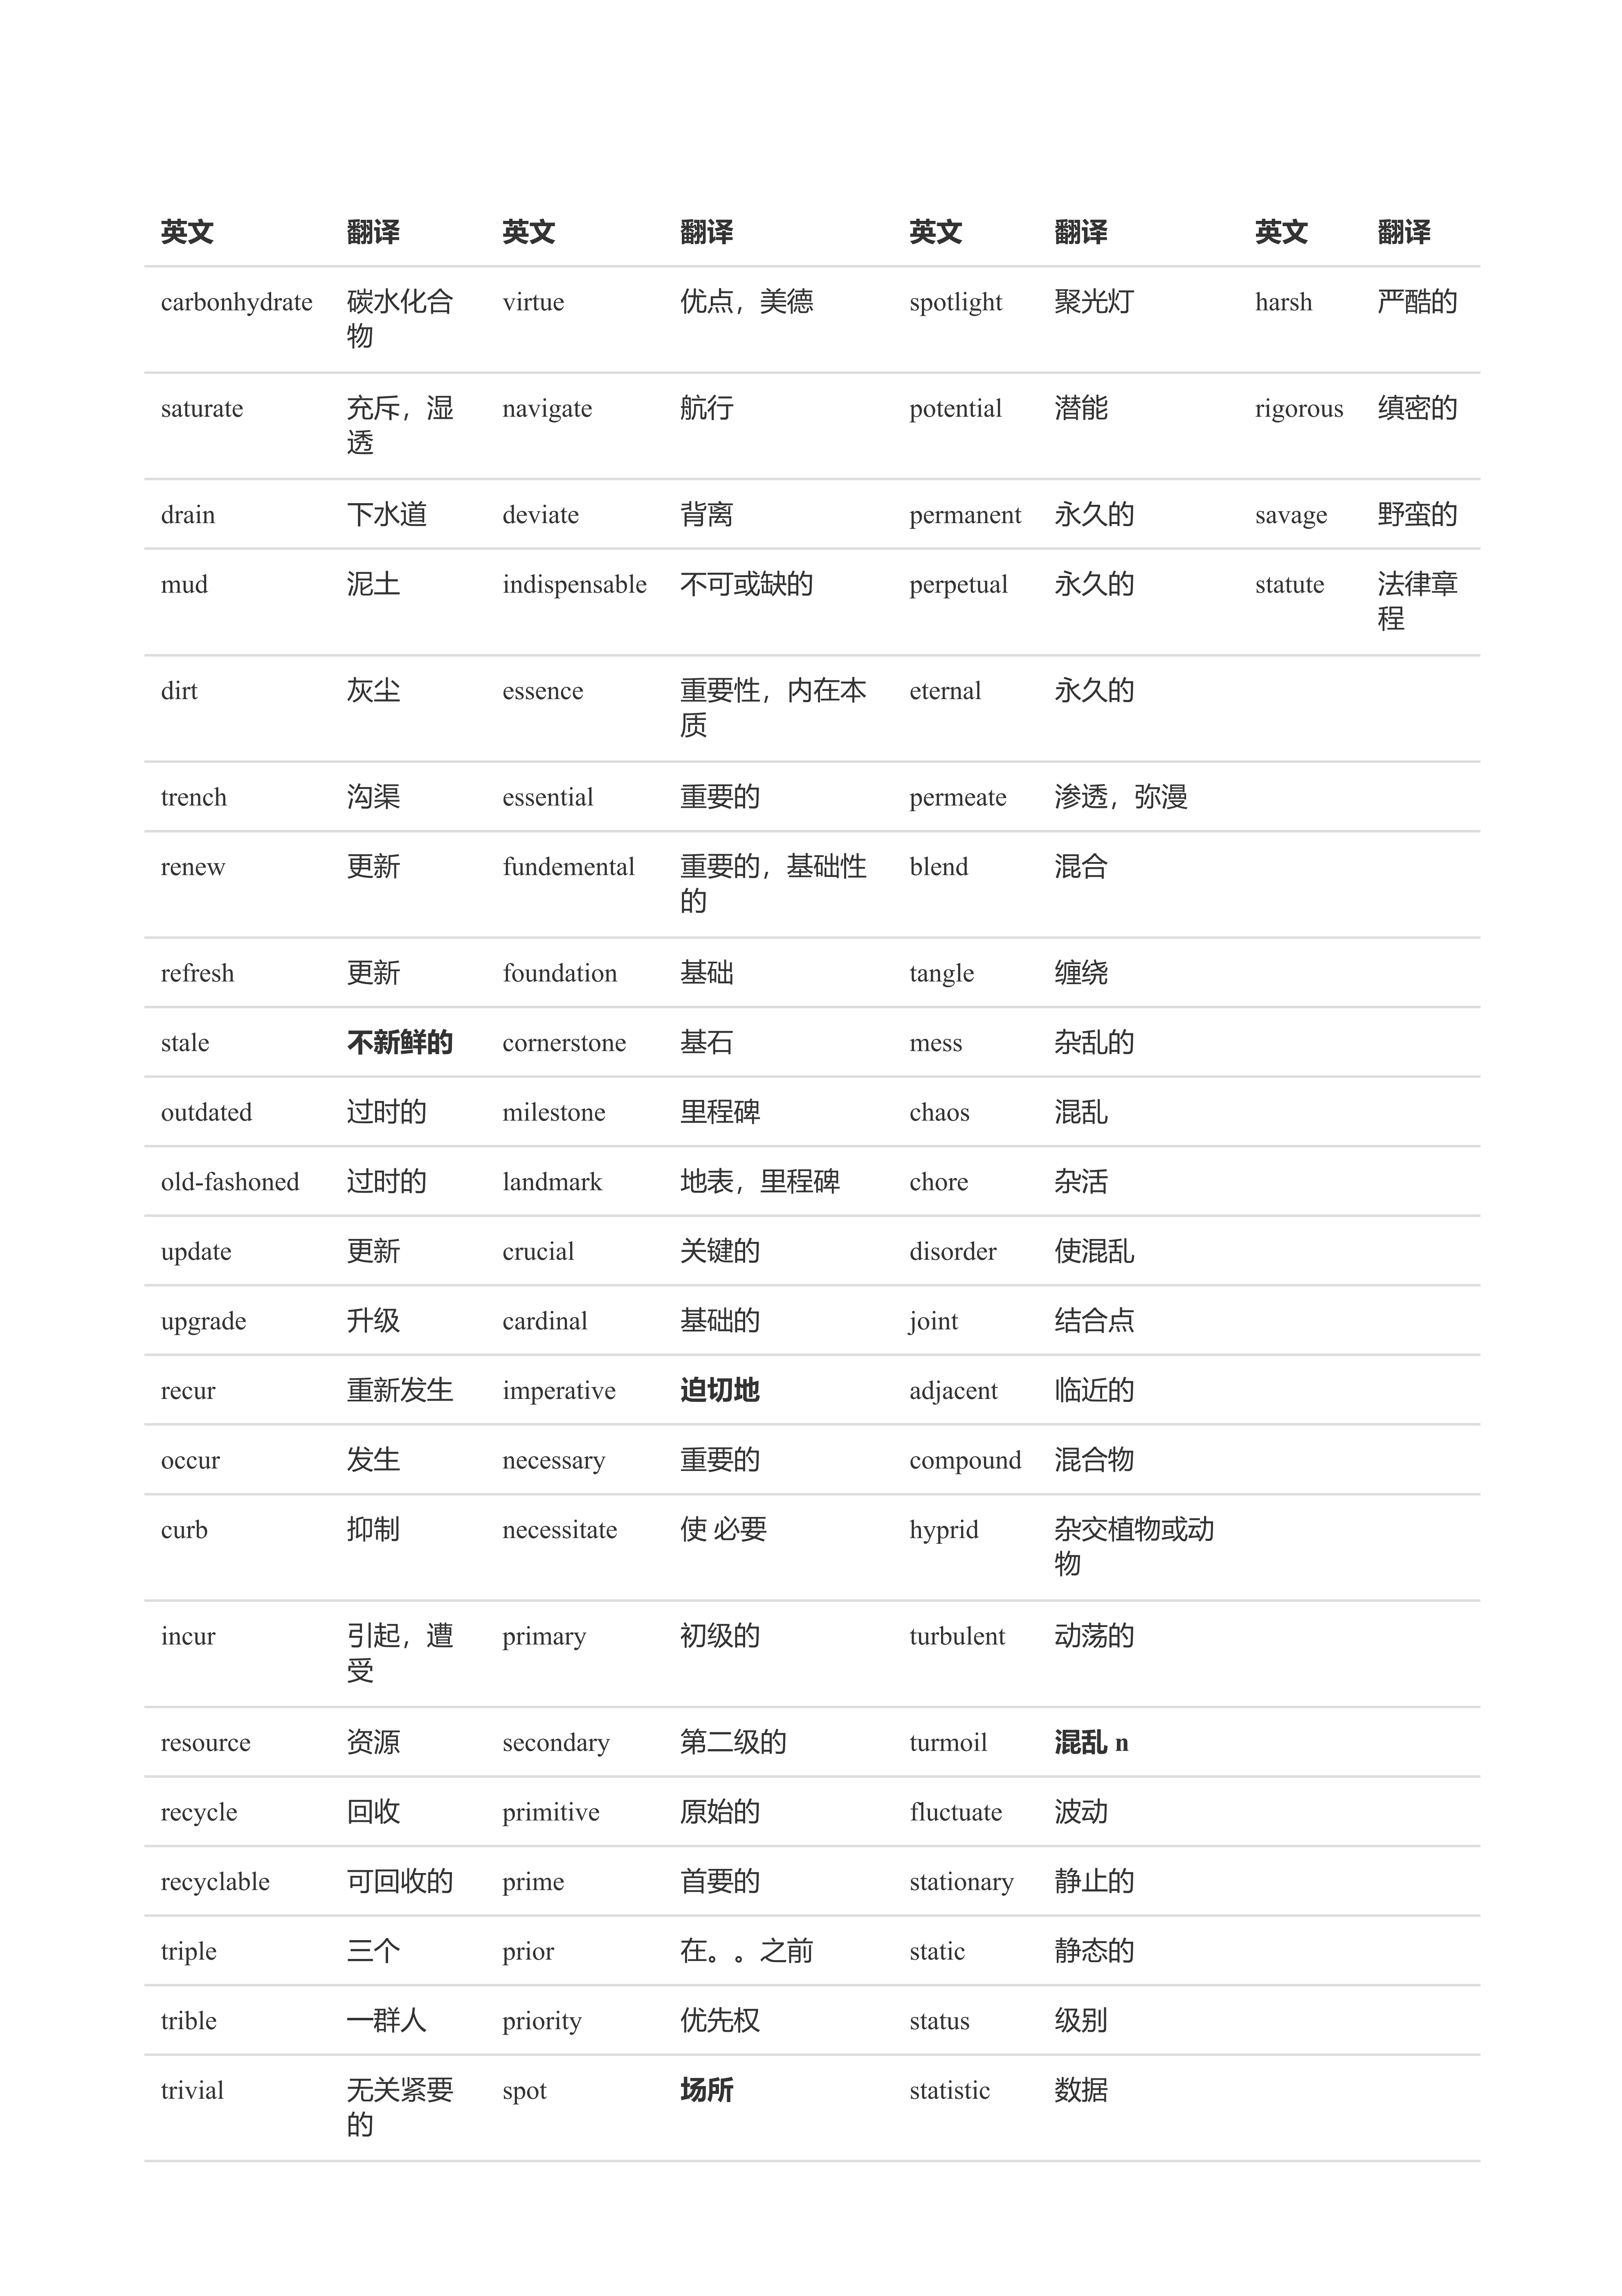 英文 翻译 英文 翻译 英文 翻译 英文 翻译
carbonhydrate 碳水化合 virtue 优点，美德 spotlight 聚光灯 harsh 严酷的
物
saturate 充斥，湿 navigate 航行 potential 潜能 rigorous 缜密的
透
drain 下水道 deviate 背离 permanent 永久的 savage 野蛮的
mud 泥土 indispensable 不可或缺的 perpetual 永久的 statute 法律章
程
dirt 灰尘 essence 重要性，内在本 eternal 永久的
质
trench 沟渠 essential 重要的 permeate 渗透，弥漫
renew 更新 fundemental 重要的，基础性 blend 混合
的
refresh 更新 foundation 基础 tangle 缠绕
stale 不新鲜的 cornerstone 基石 mess 杂乱的
outdated 过时的 milestone 里程碑 chaos 混乱
old-fashoned 过时的 landmark 地表，里程碑 chore 杂活
update 更新 crucial 关键的 disorder 使混乱
upgrade 升级 cardinal 基础的 joint 结合点
recur 重新发生 imperative 迫切地 adjacent 临近的
occur 发生 necessary 重要的 compound 混合物
curb 抑制 necessitate 使 必要 hyprid 杂交植物或动
物
incur 引起，遭 primary 初级的 turbulent 动荡的
受
resource 资源 secondary 第二级的 turmoil 混乱 n
recycle 回收 primitive 原始的 fluctuate 波动
recyclable 可回收的 prime 首要的 stationary 静止的
triple 三个 prior 在。。之前 static 静态的
trible 一群人 priority 优先权 status 级别
trivial 无关紧要 spot 场所 statistic 数据
的